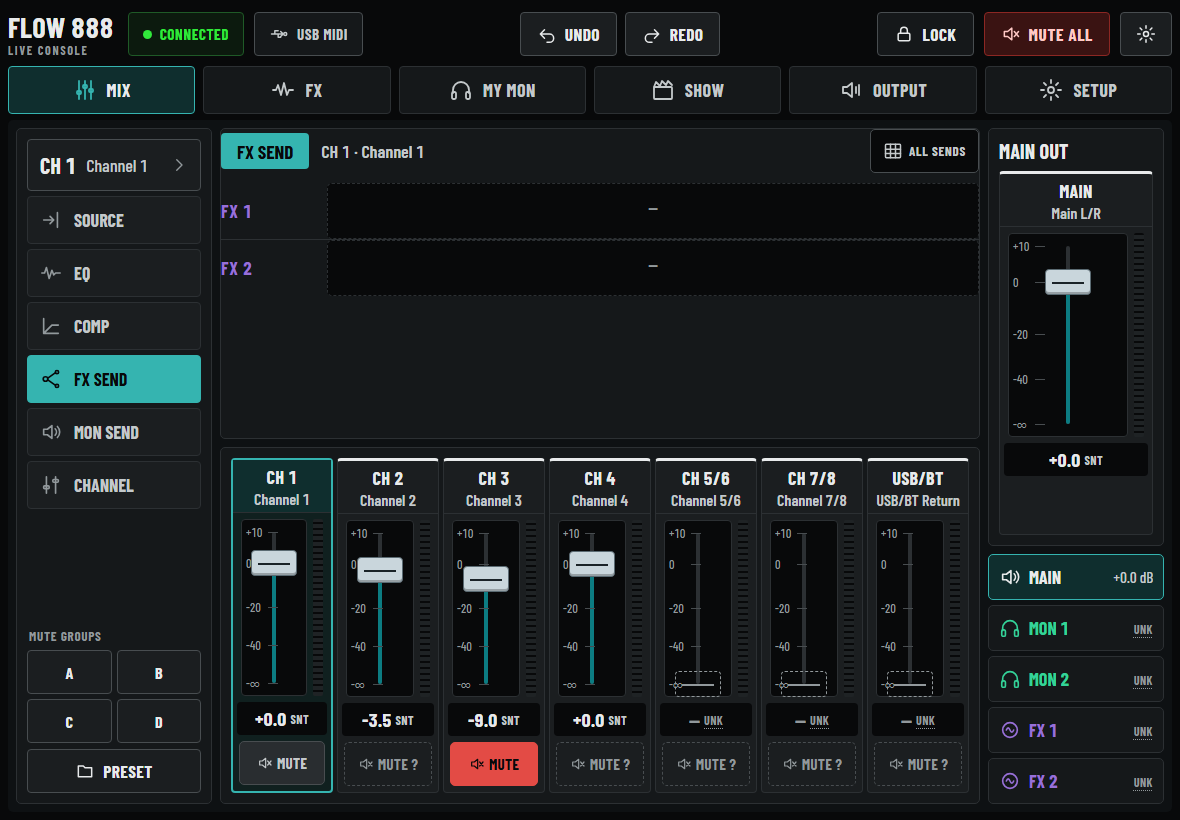 FLOW 888
LIVE CONSOLE
CONNECTED
USB MIDI
UNDO
REDO
LOCK
MUTE ALL
MIX
FX
MY MON
SHOW
OUTPUT
SETUP
CH 1 Channel 1
SOURCE
EQ
COMP
FX SEND
MON SEND
CHANNEL
MUTE GROUPS
A
B
C
D
PRESET
FX SEND
CH 1 · Channel 1
ALL SENDS
FX 1
–
FX 2
–
CH 1
Channel 1
+10
0
-20
-40
-∞
+0.0 SNT
MUTE
CH 2
Channel 2
+10
0
-20
-40
-∞
-3.5 SNT
MUTE ?
CH 3
Channel 3
+10
0
-20
-40
-∞
-9.0 SNT
MUTE
CH 4
Channel 4
+10
0
-20
-40
-∞
+0.0 SNT
MUTE ?
CH 5/6
Channel 5/6
+10
0
-20
-40
-∞
– UNK
MUTE ?
CH 7/8
Channel 7/8
+10
0
-20
-40
-∞
– UNK
MUTE ?
USB/BT
USB/BT Return
+10
0
-20
-40
-∞
– UNK
MUTE ?
MAIN OUT
MAIN
Main L/R
+10
0
-20
-40
-∞
+0.0 SNT
MAIN +0.0 dB
MON 1 UNK
MON 2 UNK
FX 1 UNK
FX 2 UNK